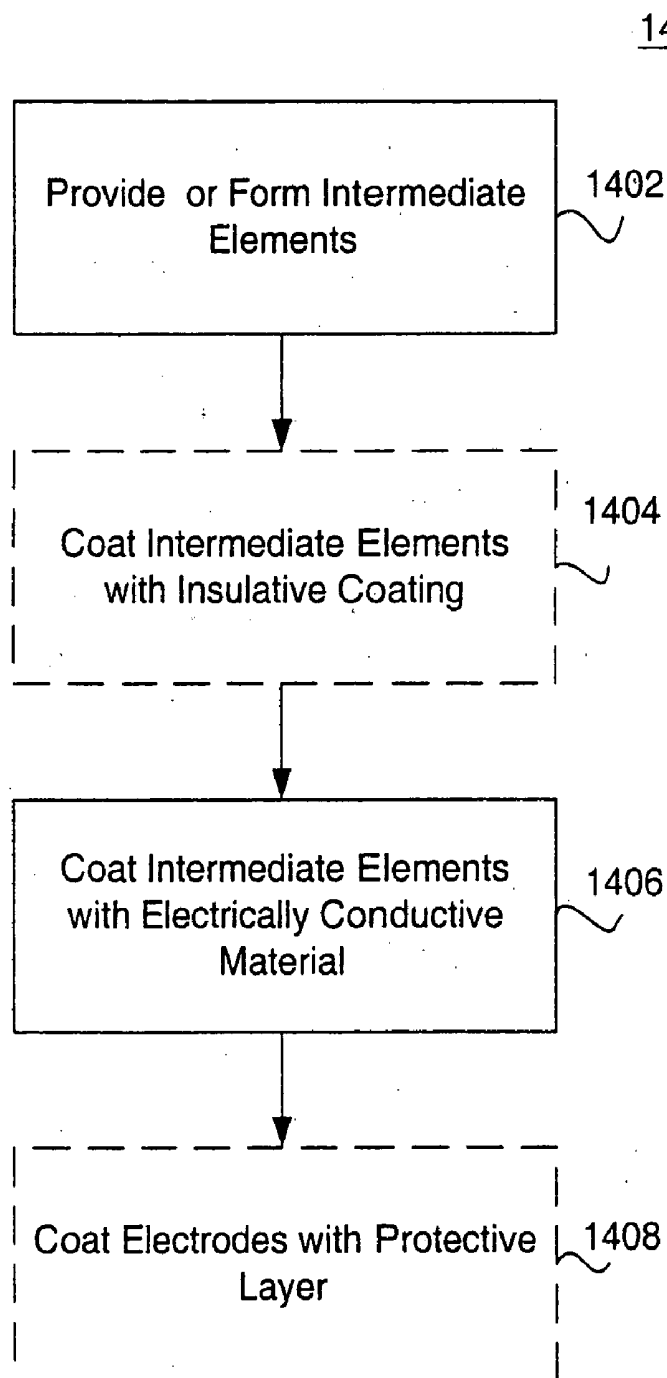 14
Provide or Form Intermediate
Elements
1402
Coat Intermediate Elements
with Insulative Coating
1404
Coat Intermediate Elements
with Electrically Conductive
Material
1406
Coat Electrodes with Protective
Layer
1408